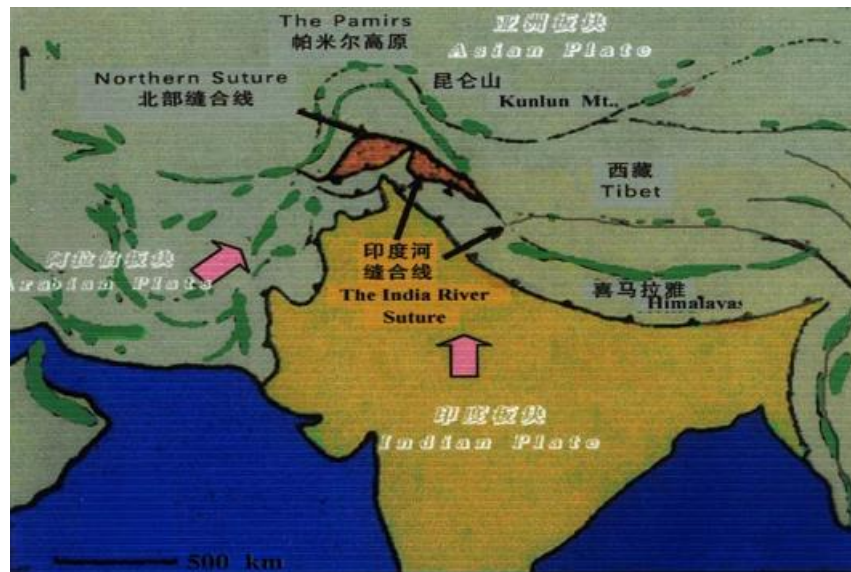 The Pamirs
帕米尔高原
亚洲板块
Asian Plate
N
Northern Suture
北部缝合线
昆仑山
Kunlun Mt..
西藏
Tibet
阿拉伯板块
Arabian Plate
印度河
缝合线
The India River
Suture
喜马拉雅
Himalayas
印度板块
Indian Plate
500 km